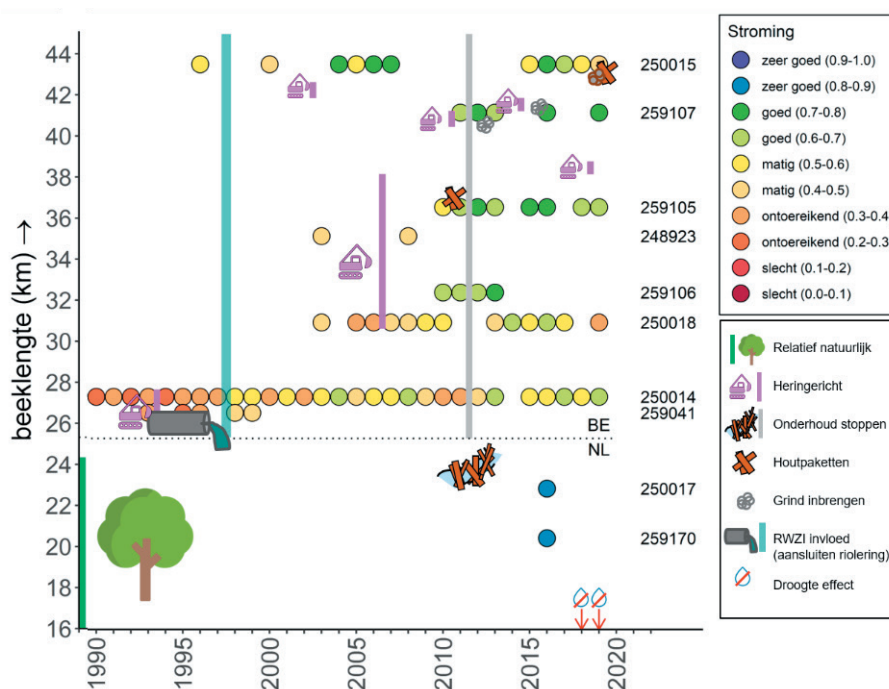 beeklengte (km) →
44
42
40
38
36
34
32
30
28
26
24
22
20
18
16
1990
1995
2000
2005
2010
2015
2020
250015
259107
259105
248923
259106
250018
250014
259041
BE
NL
250017
259170
Stroming
zeer goed (0.9-1.0)
zeer goed (0.8-0.9)
goed (0.7-0.8)
goed (0.6-0.7)
matig (0.5-0.6)
matig (0.4-0.5)
ontoereikend (0.3-0.4
ontoereikend (0.2-0.3
slecht (0.1-0.2)
slecht (0.0-0.1)
Relatief natuurlijk
Heringericht
Onderhoud stoppen
Houtpaketten
Grind inbrengen
RWZI invloed
(aansluiten riolering)
Droogte effect